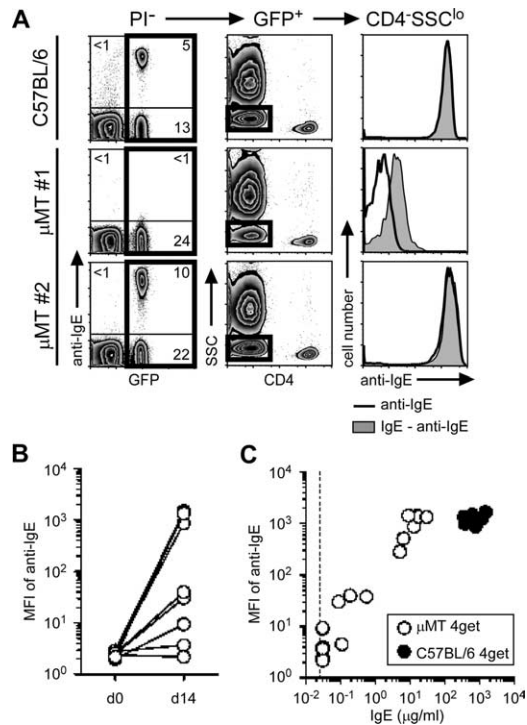 A
PI⁻ GFP⁺ CD4⁻SSC^lo
C57BL/6
<1 5
13
μMT #1
<1 <1
24
μMT #2
<1 10
22
anti-IgE
SSC
cell number
GFP CD4 anti-IgE
anti-IgE
IgE - anti-IgE
B
MFI of anti-IgE
10⁴
10³
10²
10¹
10⁰
d0 d14
C
MFI of anti-IgE
10⁴
10³
10²
10¹
10⁰
μMT 4get
C57BL/6 4get
10⁻² 10⁻¹ 10⁰ 10¹ 10² 10³ 10⁴
IgE (μg/ml)